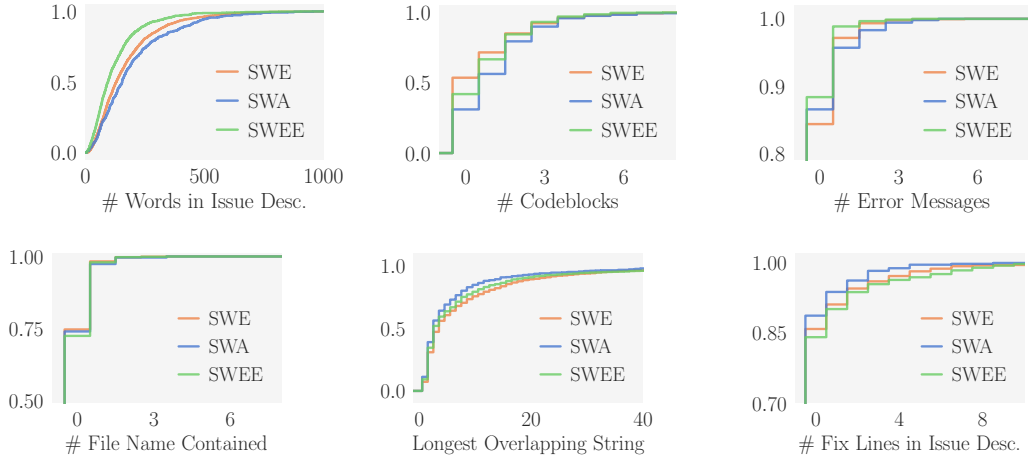 1.0
0.5
0.0
0
500
1000
# Words in Issue Desc.
SWE
SWA
SWEE
1.0
0.5
0.0
0
3
6
# Codeblocks
SWE
SWA
SWEE
1.0
0.9
0.8
0
3
6
# Error Messages
SWE
SWA
SWEE
1.00
0.75
0.50
0
3
6
# File Name Contained
SWE
SWA
SWEE
1.0
0.5
0.0
0
20
40
Longest Overlapping String
SWE
SWA
SWEE
1.00
0.85
0.70
0
4
8
# Fix Lines in Issue Desc.
SWE
SWA
SWEE